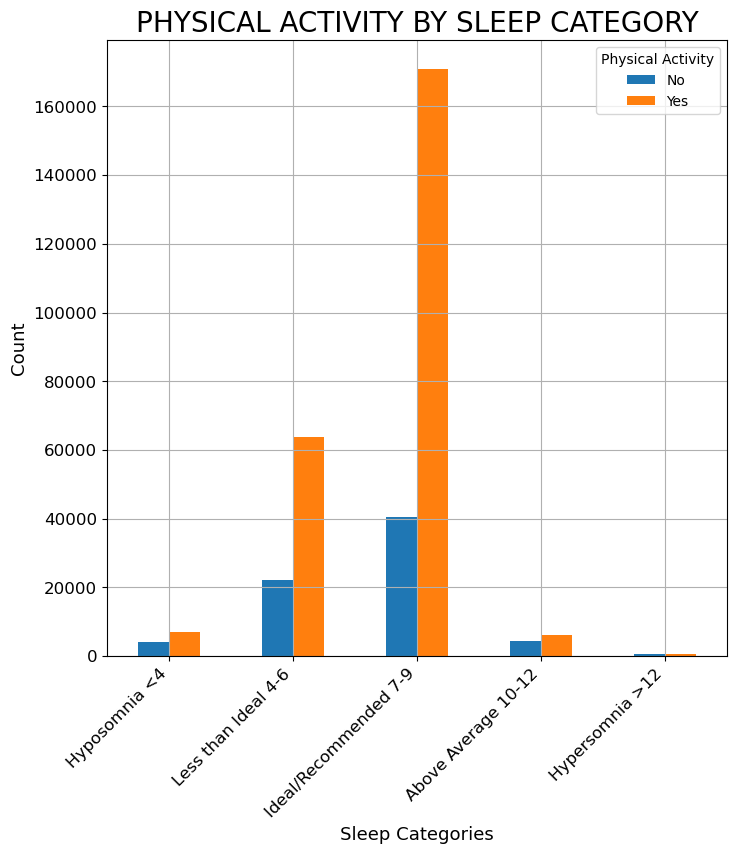 PHYSICAL ACTIVITY BY SLEEP CATEGORY
Physical Activity
No
Yes
160000
140000
120000
100000
80000
60000
40000
20000
0
Count
Hyposomnia <4
Less than Ideal 4-6
Ideal/Recommended 7-9
Above Average 10-12
Hypersomnia >12
Sleep Categories